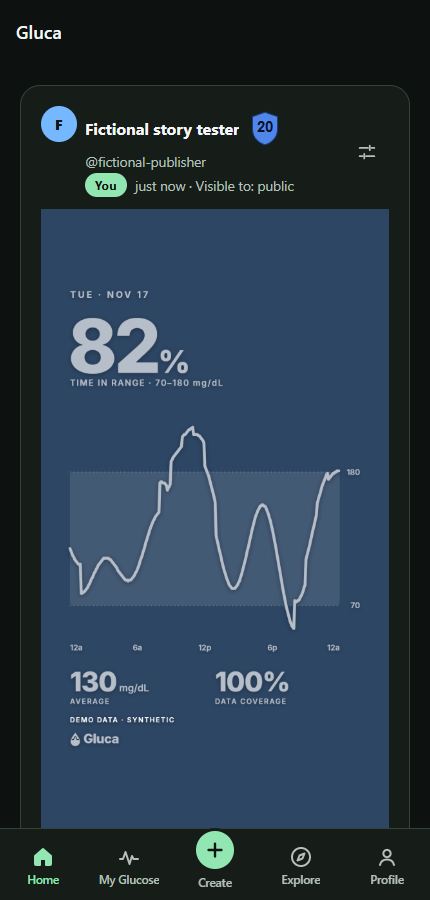 Gluca
F
Fictional story tester 20
@fictional-publisher
You just now · Visible to: public
TUE · NOV 17
82%
TIME IN RANGE · 70–180 mg/dL
180
70
12a 6a 12p 6p 12a
130 mg/dL 100%
AVERAGE DATA COVERAGE
DEMO DATA · SYNTHETIC
Gluca
Home My Glucose Create Explore Profile